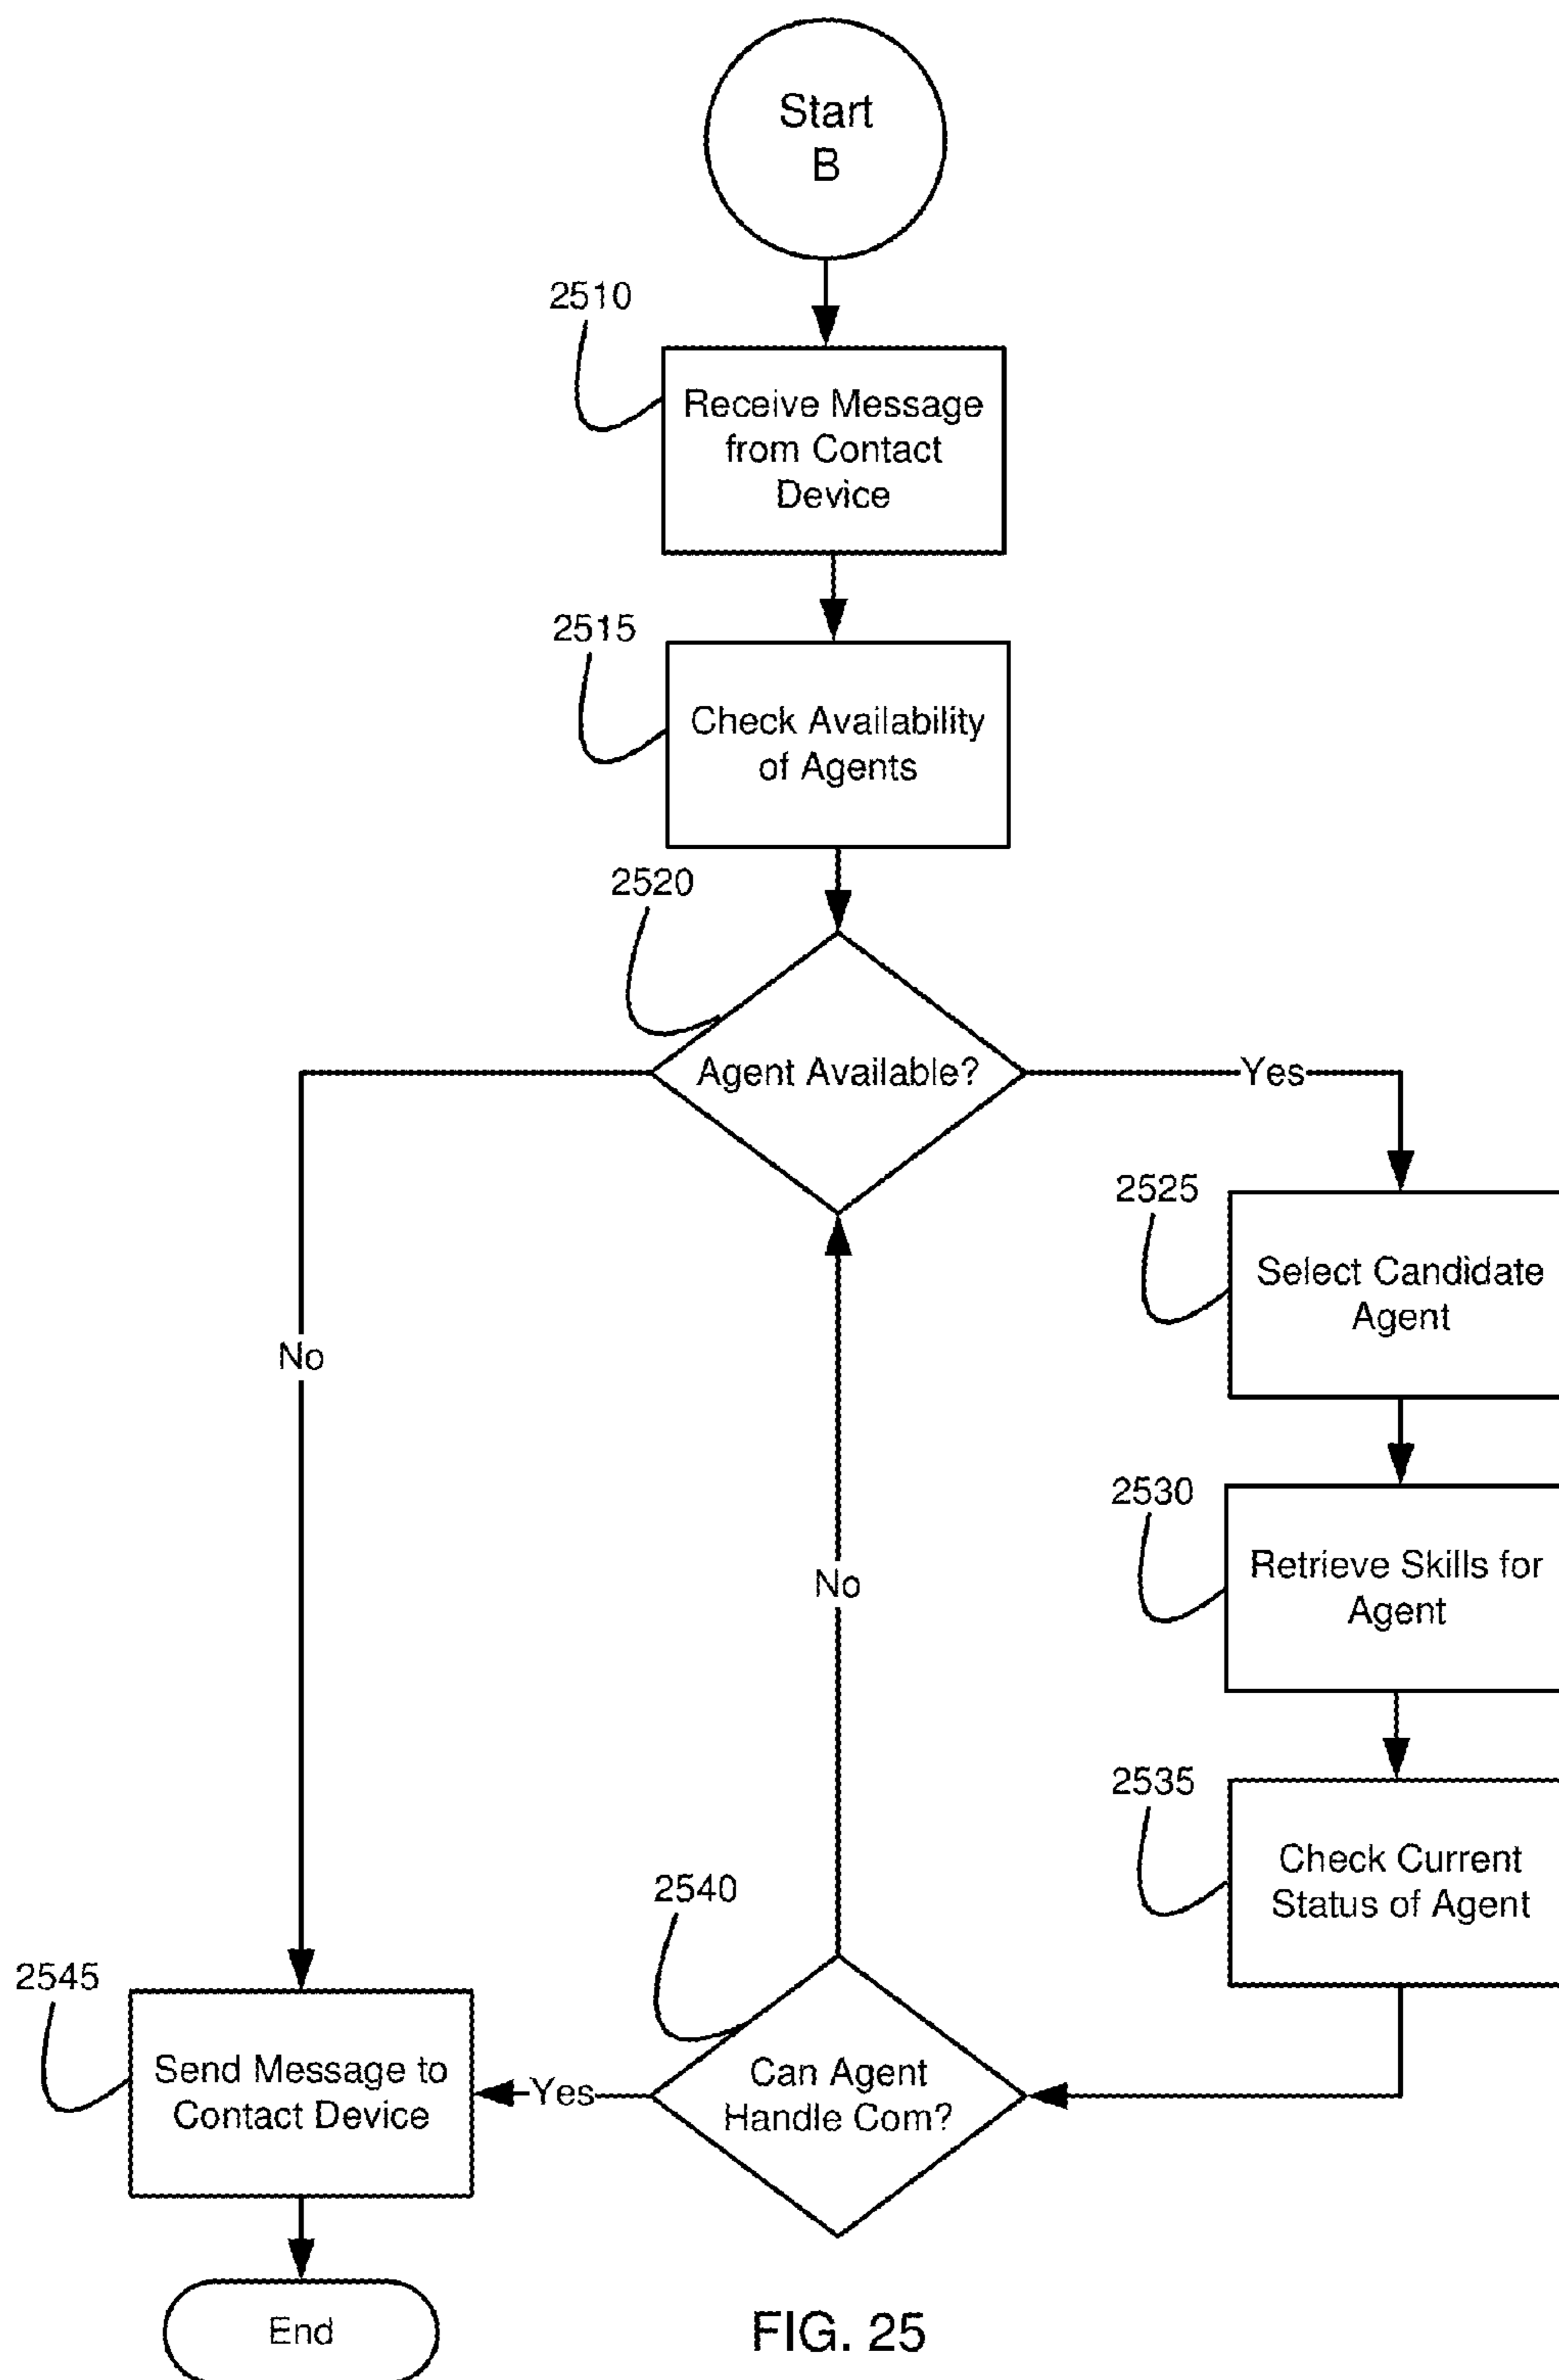 Start
B
2510
Receive Message
from Contact
Device
2515
Check Availability
of Agents
2520
Agent Available?
Yes
No
2525
Select Candidate
Agent
2530
Retrieve Skills for
Agent
No
2535
Check Current
Status of Agent
2540
Can Agent
Handle Com?
Yes
2545
Send Message to
Contact Device
End
FIG. 25